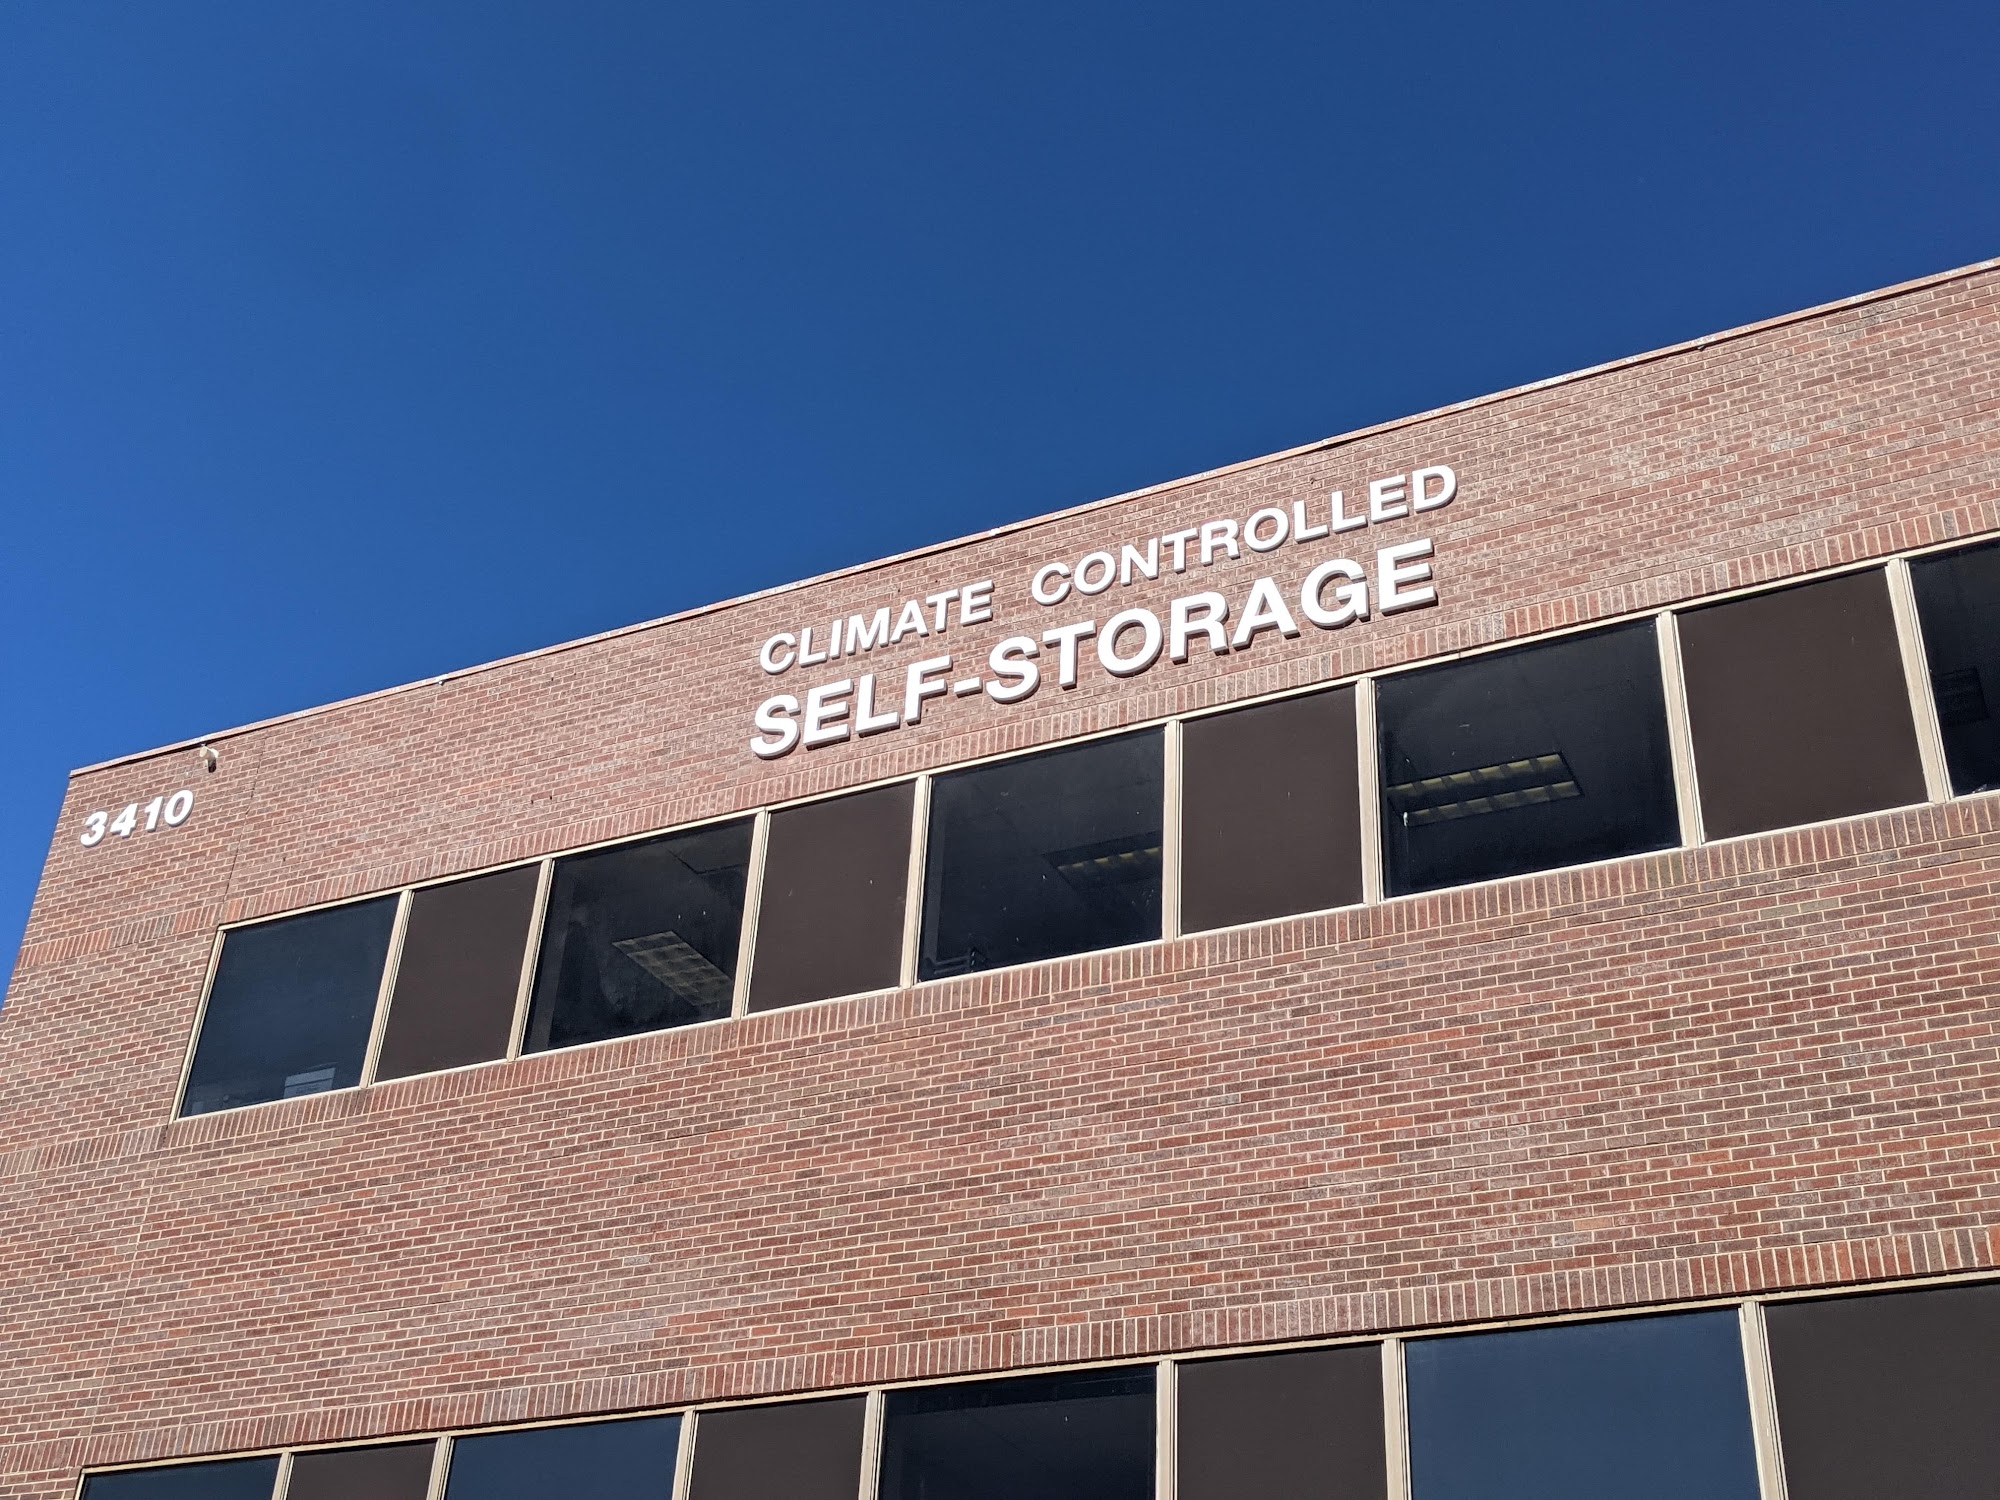 CLIMATE CONTROLLED
SELF-STORAGE
3410